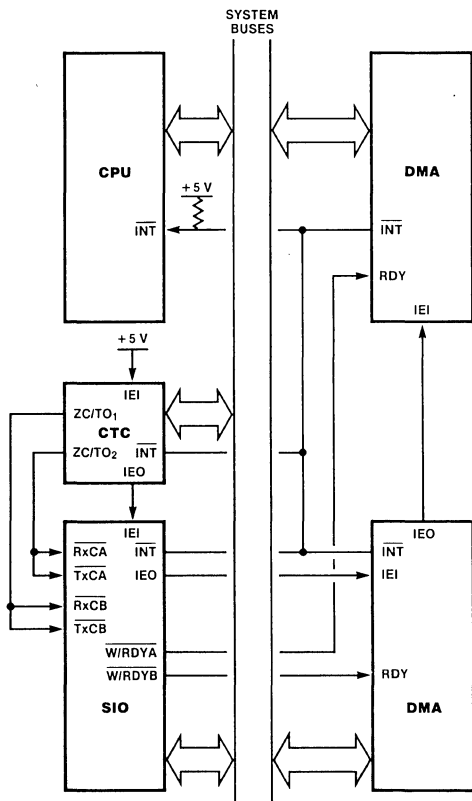 SYSTEM
BUSES
CPU
+5 V
INT
DMA
INT
RDY
IEI
+5 V
IEI
ZC/TO1
CTC
ZC/TO2
INT
IEO
IEI
RxCA
INT
TxCA
IEO
RxCB
TxCB
W/RDYA
W/RDYB
SIO
IEO
INT
IEI
RDY
DMA